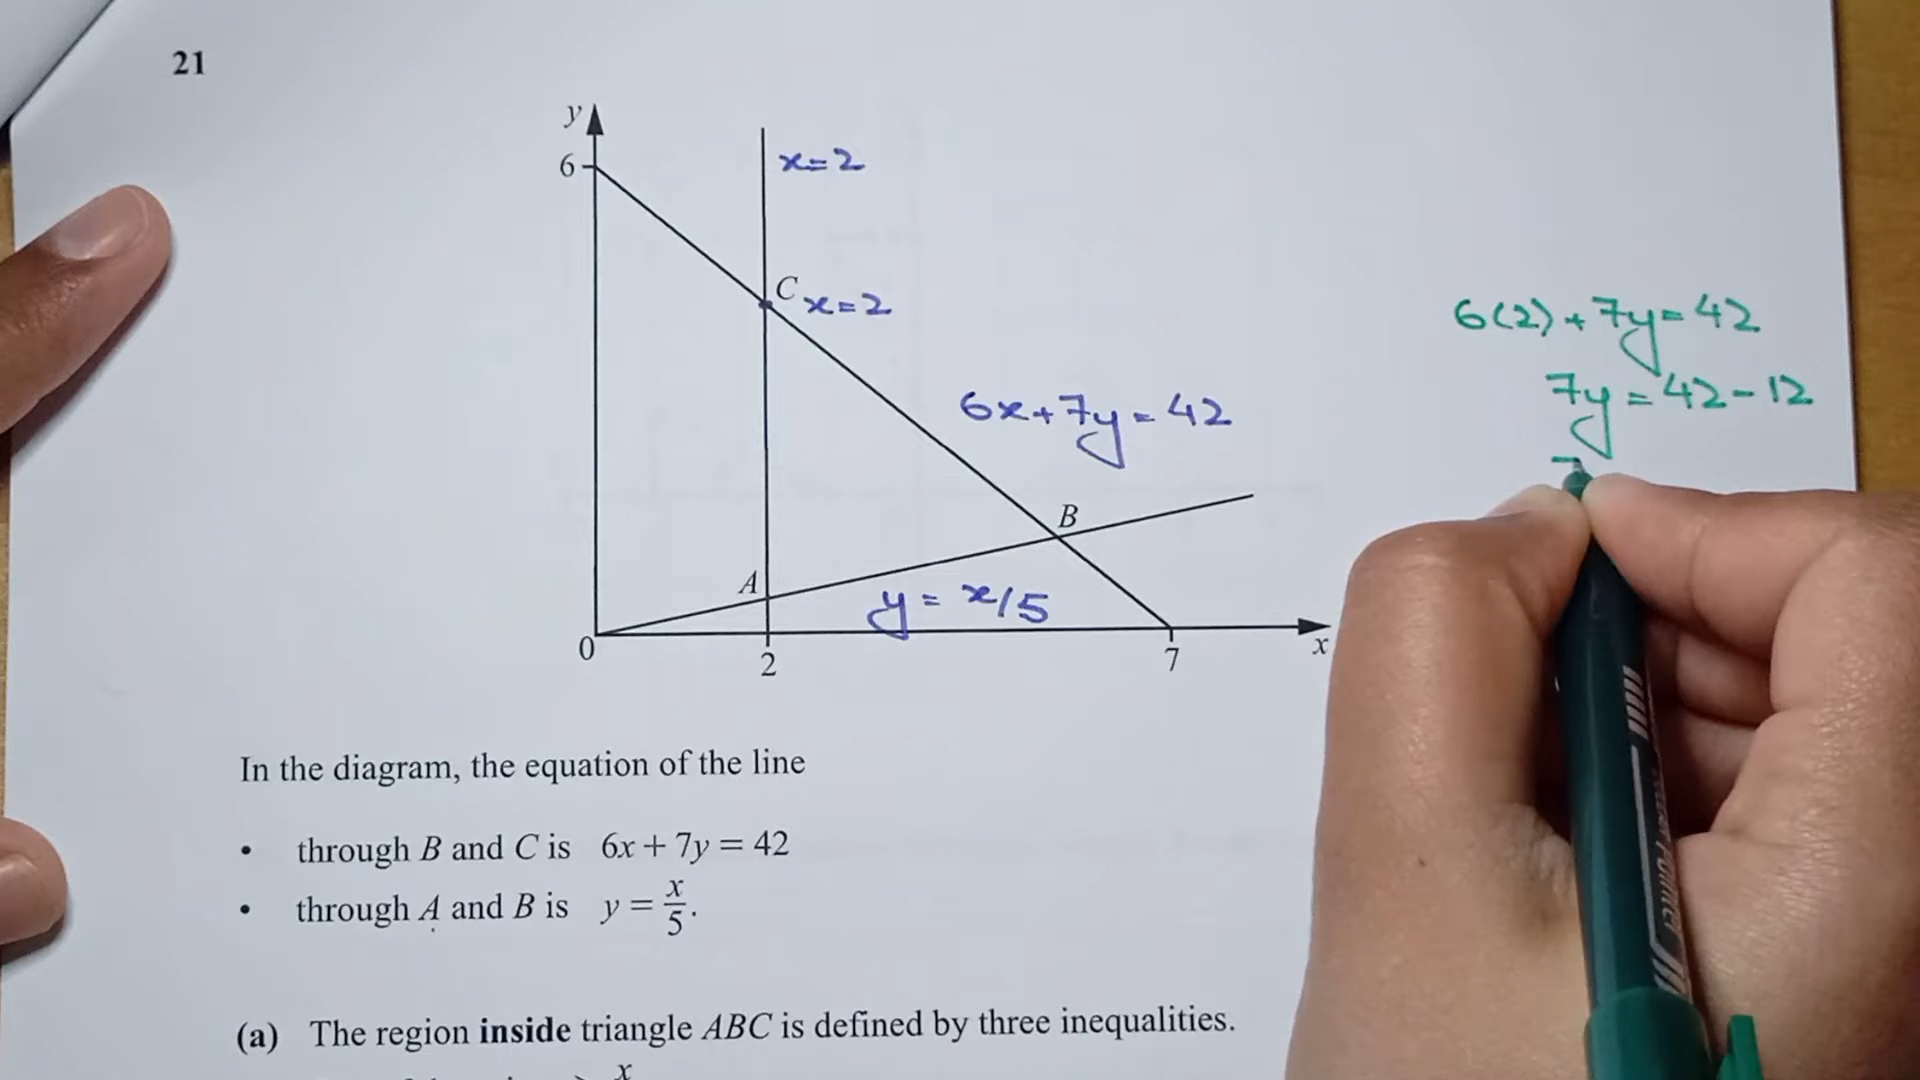 21
y
6
x=2
C x=2
6(2)+7y=42
7y=42-12
6x+7y=42
B
A
y = x/5
0
2
7
x
In the diagram, the equation of the line
• through B and C is 6x + 7y = 42
• through A and B is y = x/5.
(a) The region inside triangle ABC is defined by three inequalities.